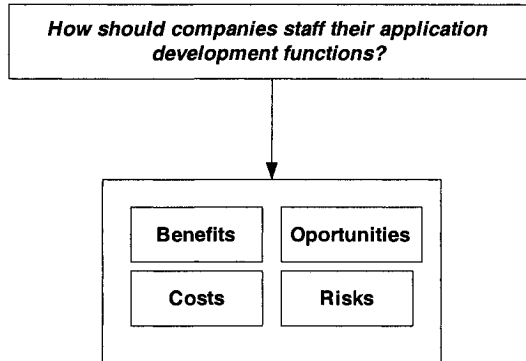 How should companies staff their application
development functions?
Benefits
Oportunities
Costs
Risks